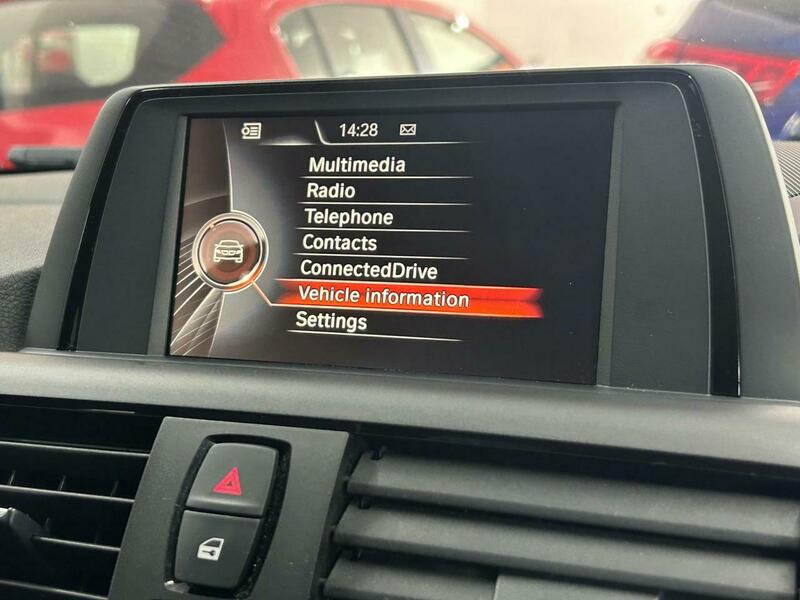 14:28
Multimedia
Radio
Telephone
Contacts
ConnectedDrive
Vehicle information
Settings